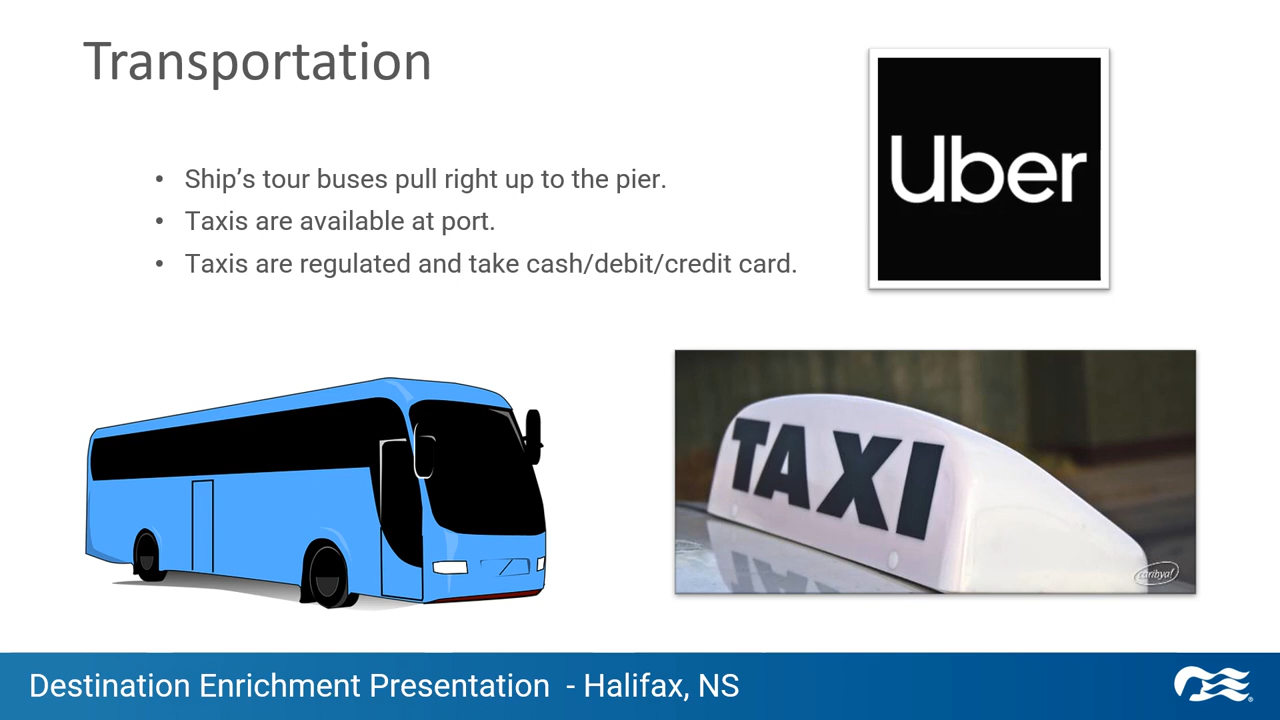 Transportation
Uber
• Ship’s tour buses pull right up to the pier.
• Taxis are available at port.
• Taxis are regulated and take cash/debit/credit card.
TAXI
Destination Enrichment Presentation - Halifax, NS